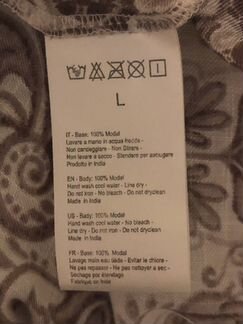 L
IT - Base: 100% Modal
Lavare a mano in acqua fredda -
Non candeggiare - Non Stirare -
Non lavare a secco - Stendere per asciugare
Prodotto in India
EN - Body: 100% Modal
Hand wash cool water - Line dry -
Do not iron - No bleach - Do not dryclean
Made in India
US - Body: 100% Modal
Hand wash cool water - No bleach -
Line dry - Do not iron - Do not dryclean
Made in India
FR - Base: 100% Modal
Lavage main eau tiède - Eviter le chlore -
Ne pas repasser - Ne pas nettoyer a sec -
Séchage par étendage
Fabriqué en India